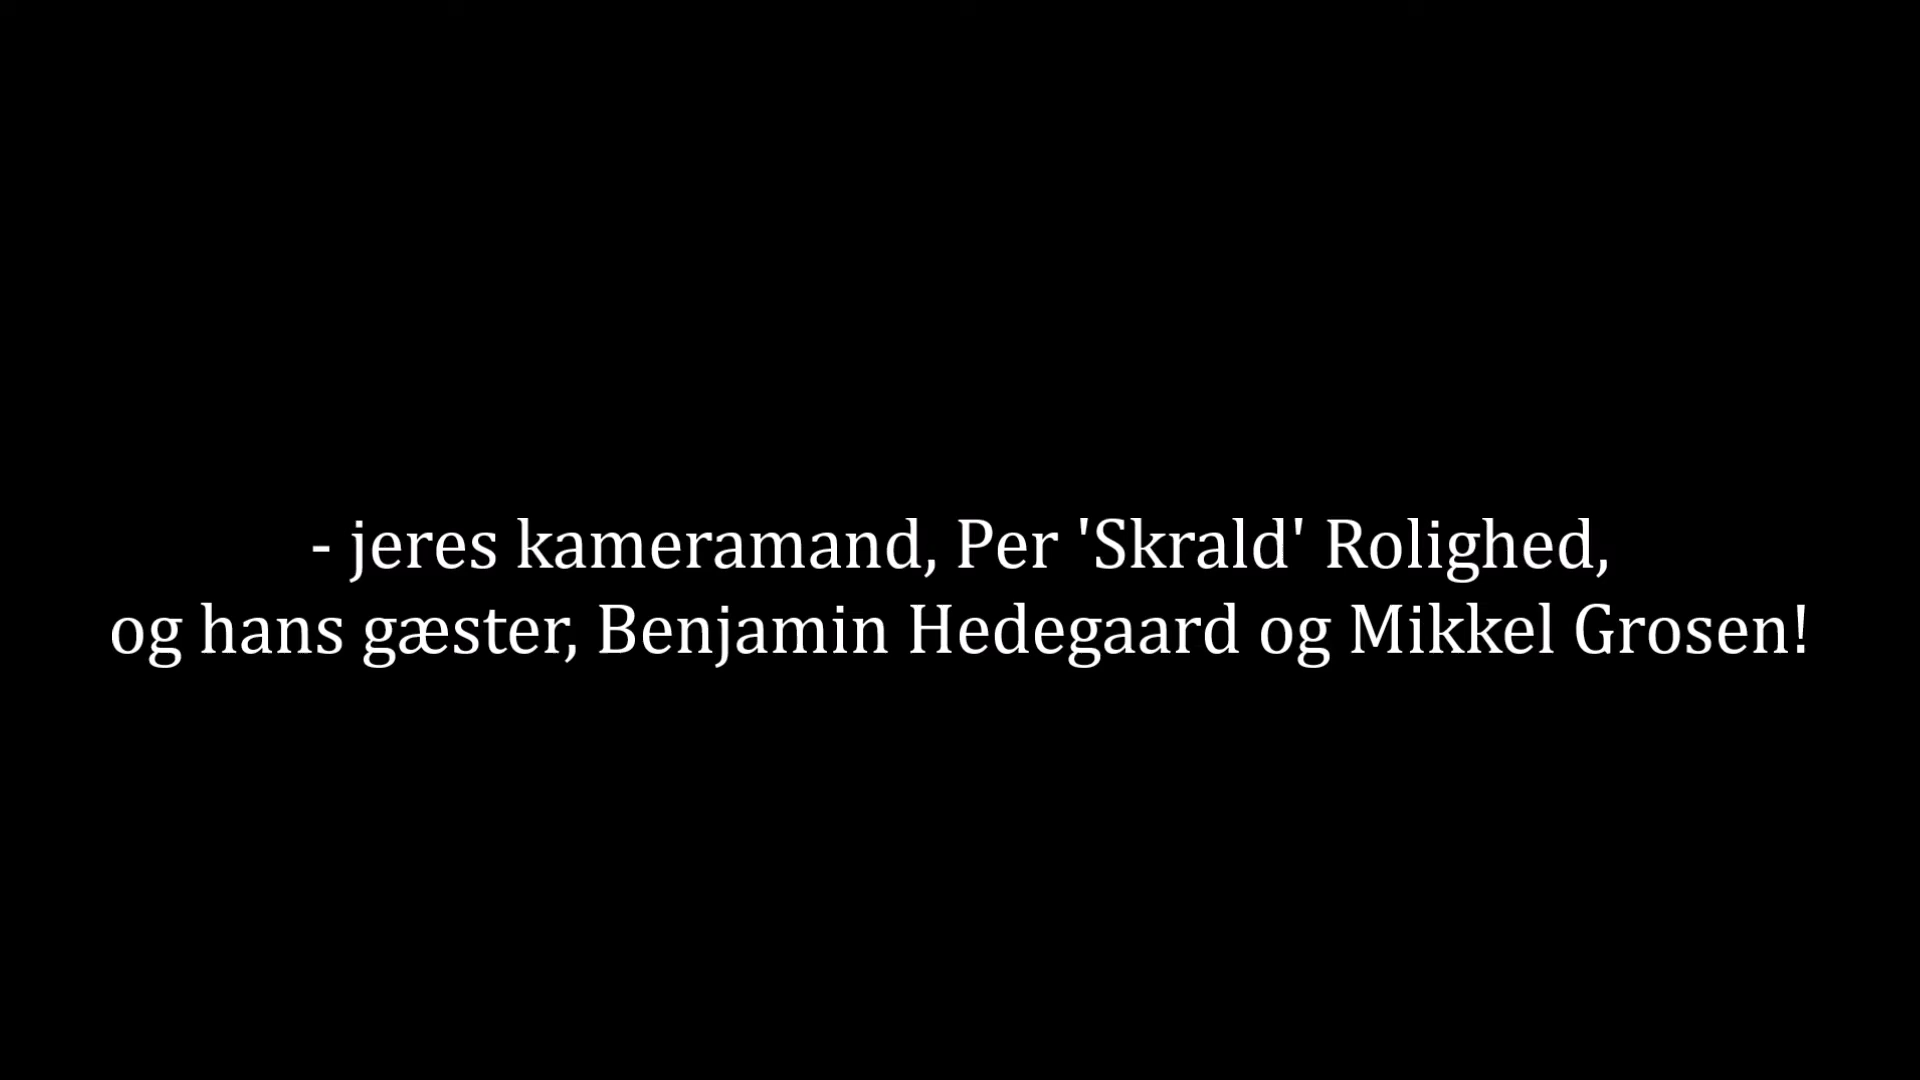 - jeres kameramand, Per 'Skrald' Rolighed,
og hans gæster, Benjamin Hedegaard og Mikkel Grosen!